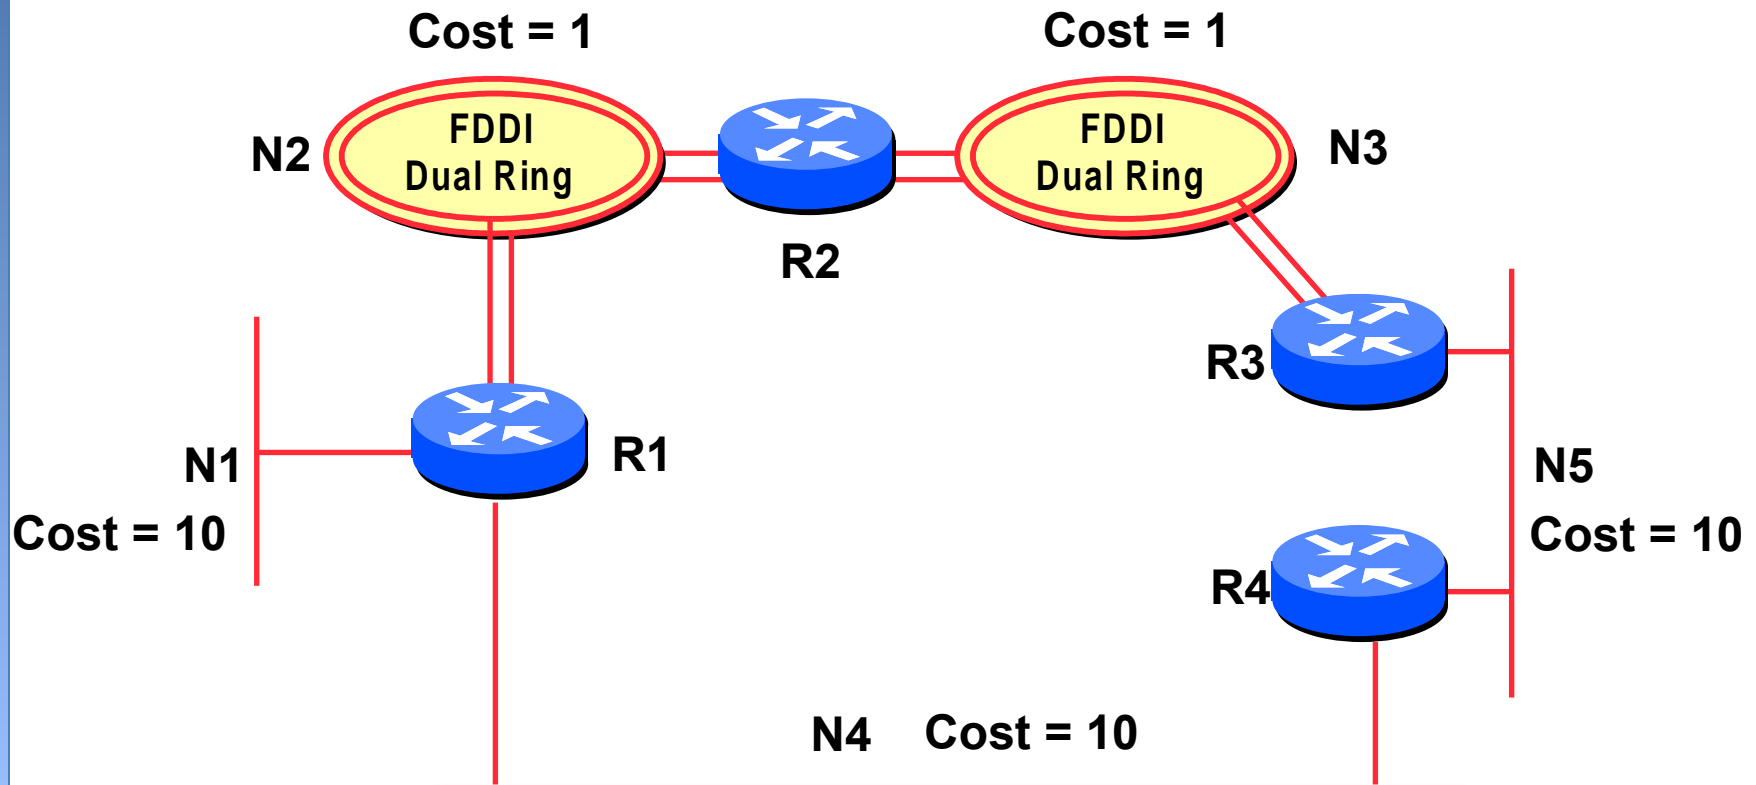 Cost = 1
Cost = 1
N2
FDDI
Dual Ring
FDDI
Dual Ring
N3
R2
R3
N1
R1
N5
Cost = 10
Cost = 10
R4
N4 Cost = 10